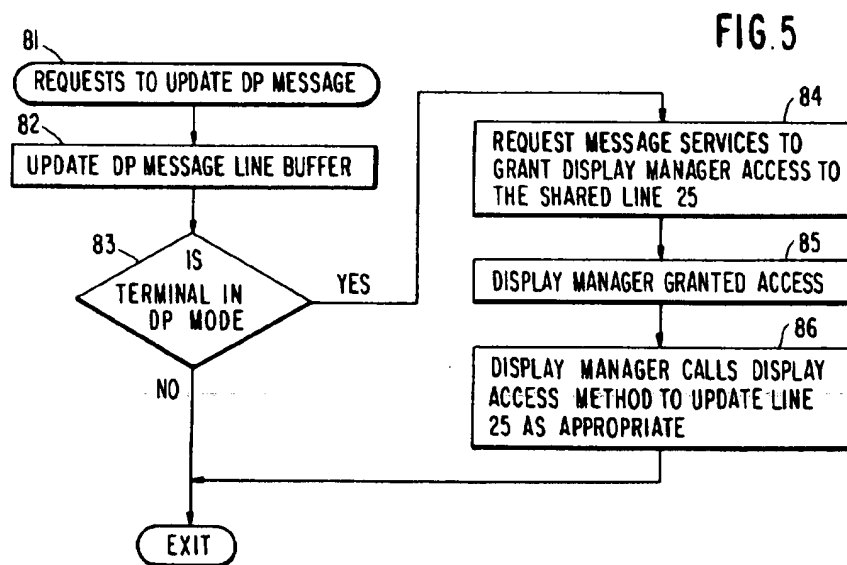 FIG.5
81
REQUESTS TO UPDATE DP MESSAGE
82
UPDATE DP MESSAGE LINE BUFFER
83
IS
TERMINAL IN
DP MODE
YES
NO
84
REQUEST MESSAGE SERVICES TO
GRANT DISPLAY MANAGER ACCESS TO
THE SHARED LINE 25
85
DISPLAY MANAGER GRANTED ACCESS
86
DISPLAY MANAGER CALLS DISPLAY
ACCESS METHOD TO UPDATE LINE
25 AS APPROPRIATE
EXIT